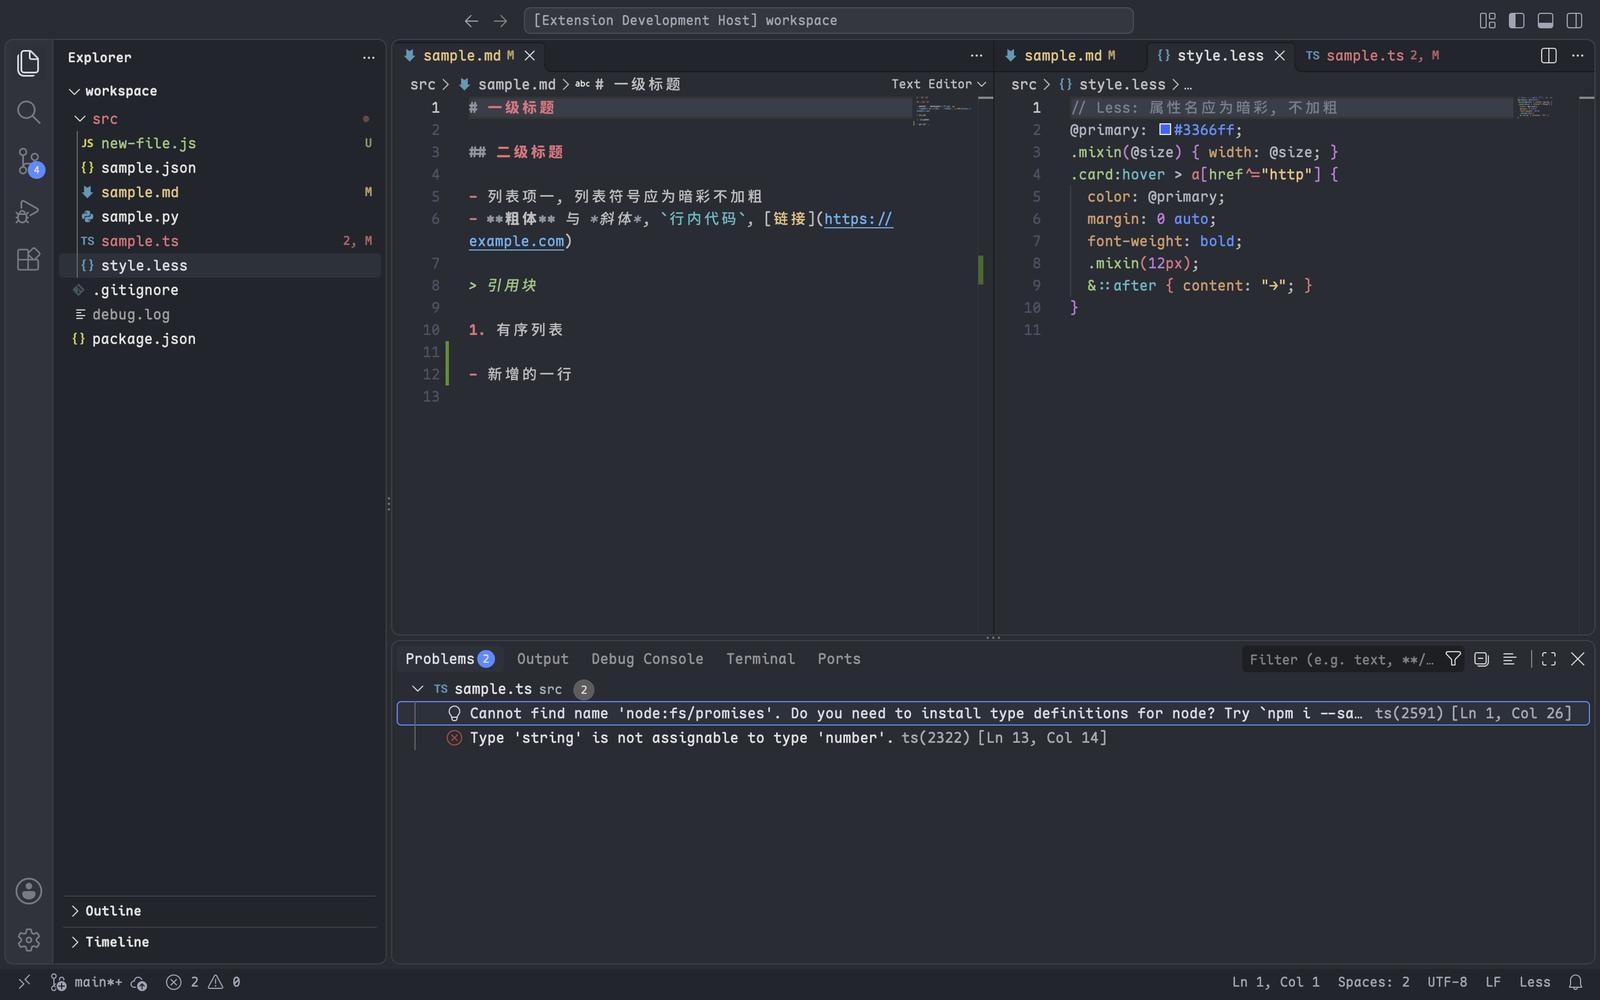 [Extension Development Host] workspace
Explorer
workspace
src
JS new-file.js U
{} sample.json
sample.md M
sample.py
TS sample.ts 2, M
{} style.less
.gitignore
debug.log
{} package.json
Outline
Timeline
4
sample.md M
src > sample.md > abc # 一级标题
Text Editor
1 # 一级标题
2
3 ## 二级标题
4
5 - 列表项一, 列表符号应为暗彩不加粗
6 - **粗体** 与 *斜体*, `行内代码`, [链接](https://
example.com)
7
8 > 引用块
9
10 1. 有序列表
11
12 - 新增的一行
13
sample.md M
{} style.less
TS sample.ts 2, M
src > {} style.less > …
1 // Less: 属性名应为暗彩, 不加粗
2 @primary: #3366ff;
3 .mixin(@size) { width: @size; }
4 .card:hover > a[href^="http"] {
5 color: @primary;
6 margin: 0 auto;
7 font-weight: bold;
8 .mixin(12px);
9 &::after { content: "→"; }
10 }
11
Problems 2
Output
Debug Console
Terminal
Ports
Filter (e.g. text, **/…
TS sample.ts src 2
Cannot find name 'node:fs/promises'. Do you need to install type definitions for node? Try `npm i --sa… ts(2591) [Ln 1, Col 26]
Type 'string' is not assignable to type 'number'. ts(2322) [Ln 13, Col 14]
main*+
2
0
Ln 1, Col 1
Spaces: 2
UTF-8
LF
Less